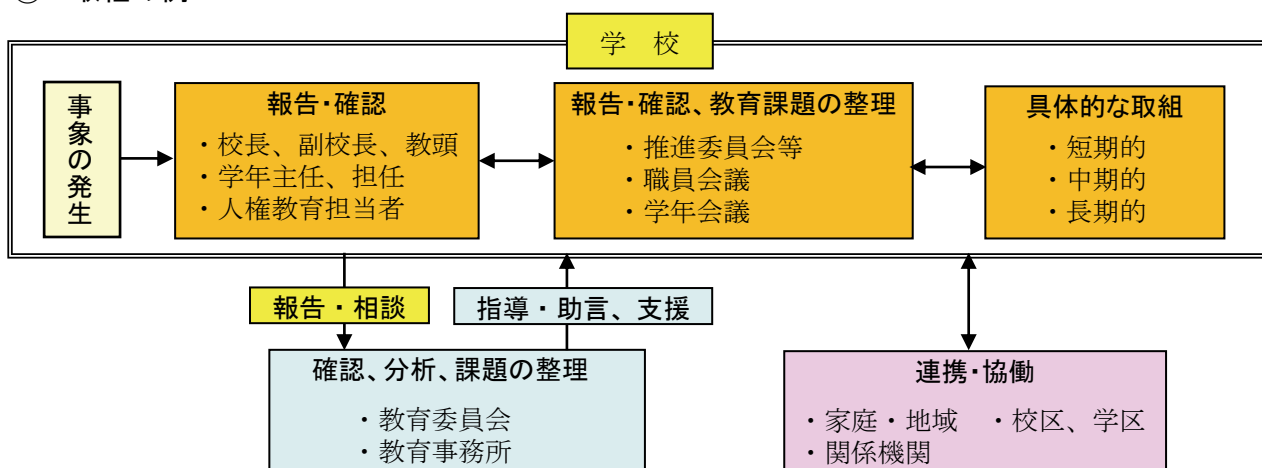 学 校
事象の発生
報告・確認
・校長、副校長、教頭
・学年主任、担任
・人権教育担当者
報告・確認、教育課題の整理
・推進委員会等
・職員会議
・学年会議
具体的な取組
・短期的
・中期的
・長期的
報告・相談
指導・助言、支援
確認、分析、課題の整理
・教育委員会
・教育事務所
連携・協働
・家庭・地域 ・校区、学区
・関係機関